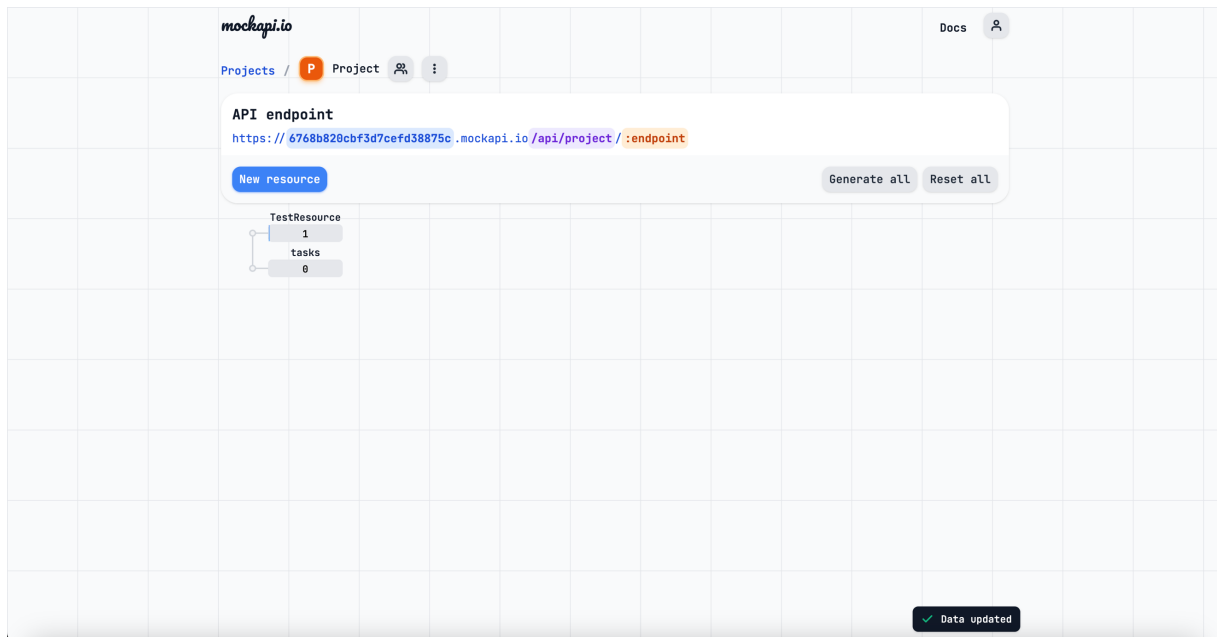 mockapi.io
Docs
Projects / P Project
API endpoint
https://6768b820cbf3d7cefd38875c.mockapi.io/api/project/:endpoint
New resource
Generate all
Reset all
TestResource
1
tasks
0
Data updated